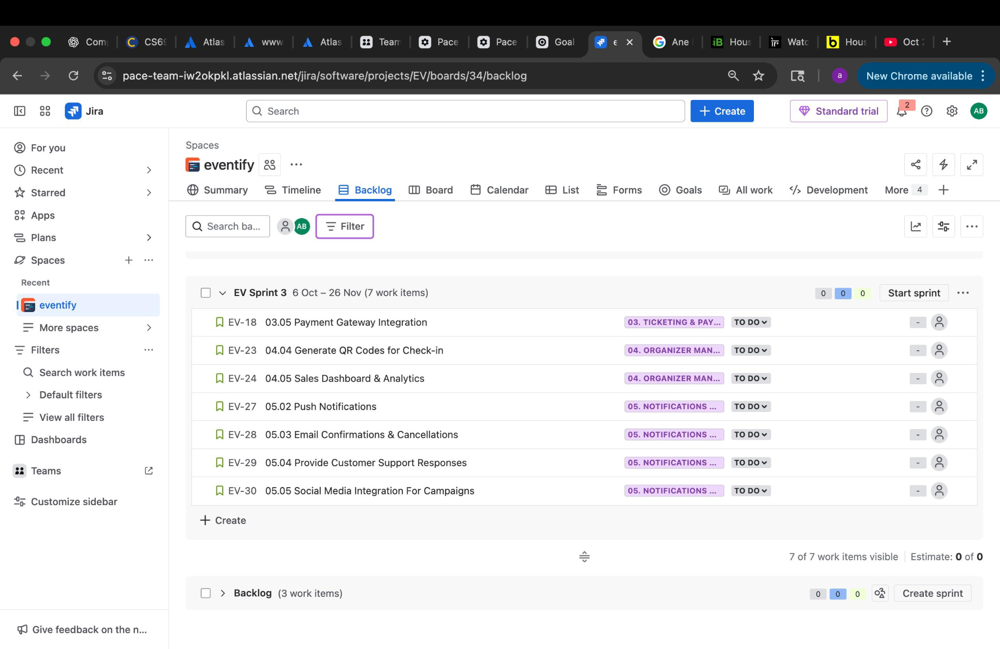 Com
CS69
Atlas
www
Atlas
Team
Pace
Pace
Goal
e
Ane
iB Hous
ir Watc
b Hous
Oct 2
pace-team-iw2okpkl.atlassian.net/jira/software/projects/EV/boards/34/backlog
a
New Chrome available
Jira
Search
Create
Standard trial
2
AB
For you
Recent
Starred
Apps
Plans
Spaces
Recent
eventify
More spaces
Filters
Search work items
Default filters
View all filters
Dashboards
Teams
Customize sidebar
Give feedback on the n...
Spaces
eventify
Summary
Timeline
Backlog
Board
Calendar
List
Forms
Goals
All work
Development
More 4
Search ba...
AB
Filter
EV Sprint 3 6 Oct – 26 Nov (7 work items) 0 0 0 Start sprint
EV-18 03.05 Payment Gateway Integration 03. TICKETING & PAY... TO DO -
EV-23 04.04 Generate QR Codes for Check-in 04. ORGANIZER MAN... TO DO -
EV-24 04.05 Sales Dashboard & Analytics 04. ORGANIZER MAN... TO DO -
EV-27 05.02 Push Notifications 05. NOTIFICATIONS ... TO DO -
EV-28 05.03 Email Confirmations & Cancellations 05. NOTIFICATIONS ... TO DO -
EV-29 05.04 Provide Customer Support Responses 05. NOTIFICATIONS ... TO DO -
EV-30 05.05 Social Media Integration For Campaigns 05. NOTIFICATIONS ... TO DO -
Create
7 of 7 work items visible Estimate: 0 of 0
Backlog (3 work items) 0 0 0 Create sprint